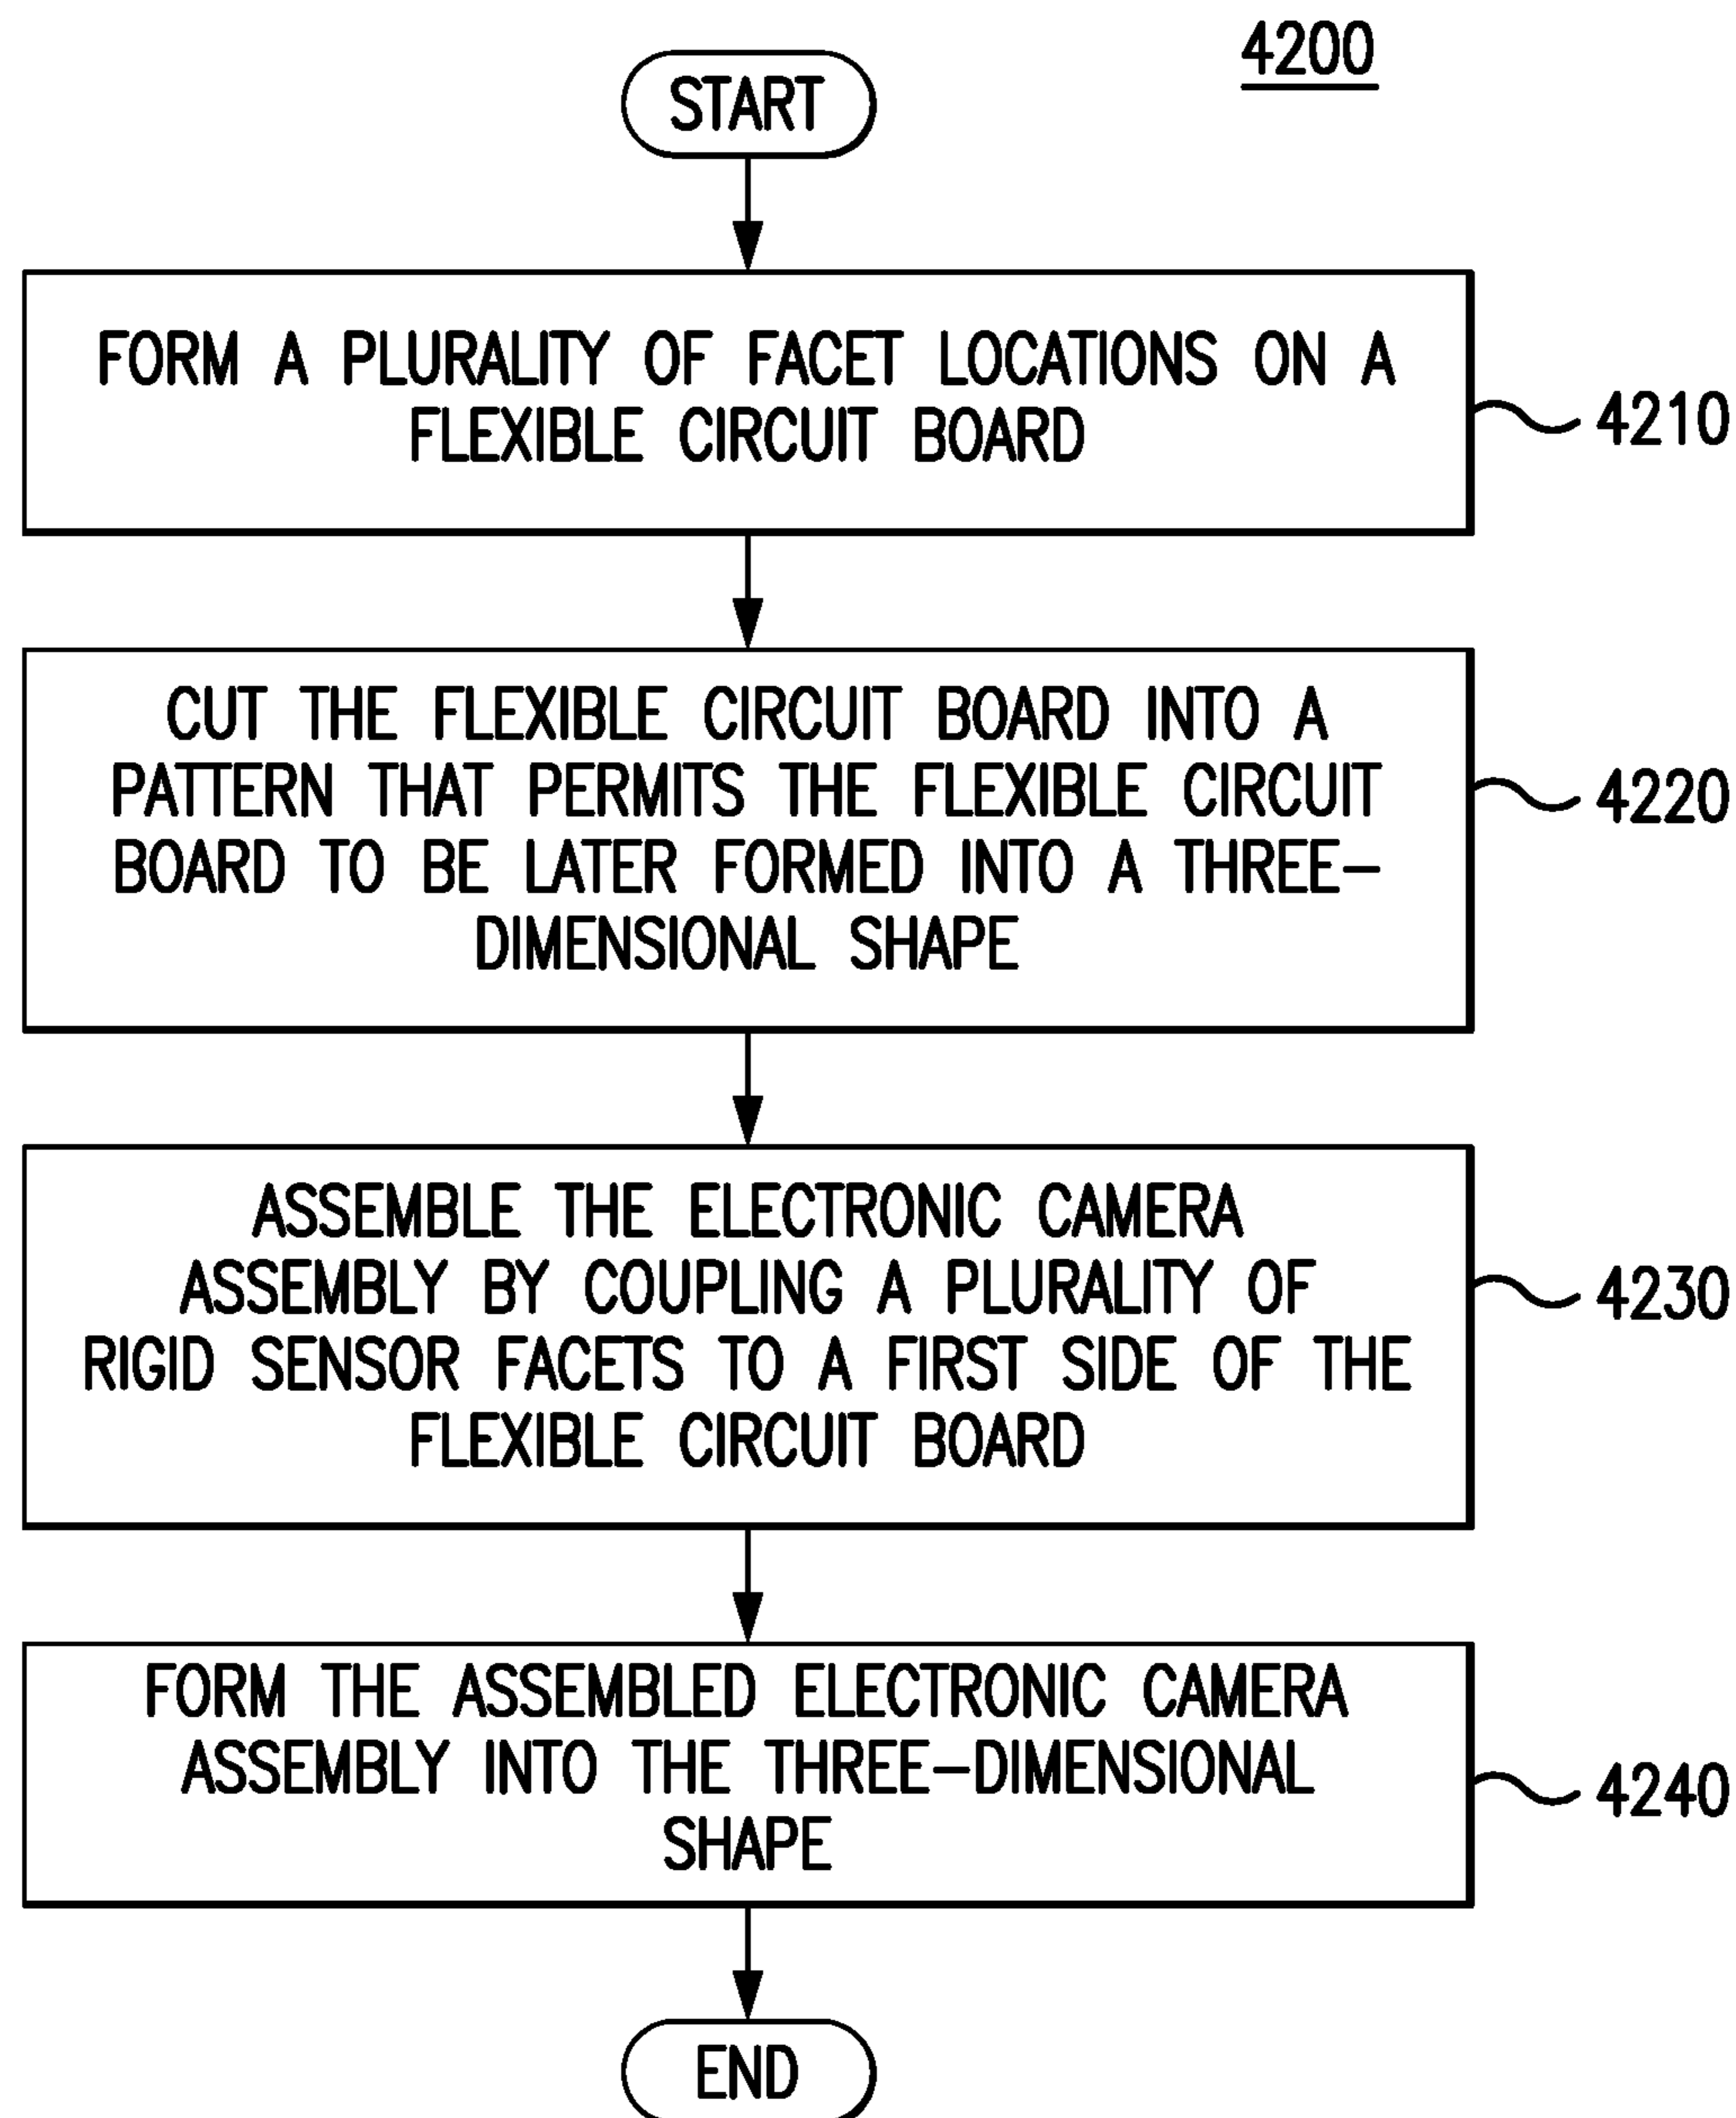 4200
START
FORM A PLURALITY OF FACET LOCATIONS ON A
FLEXIBLE CIRCUIT BOARD
4210
CUT THE FLEXIBLE CIRCUIT BOARD INTO A
PATTERN THAT PERMITS THE FLEXIBLE CIRCUIT
BOARD TO BE LATER FORMED INTO A THREE-
DIMENSIONAL SHAPE
4220
ASSEMBLE THE ELECTRONIC CAMERA
ASSEMBLY BY COUPLING A PLURALITY OF
RIGID SENSOR FACETS TO A FIRST SIDE OF THE
FLEXIBLE CIRCUIT BOARD
4230
FORM THE ASSEMBLED ELECTRONIC CAMERA
ASSEMBLY INTO THE THREE-DIMENSIONAL
SHAPE
4240
END